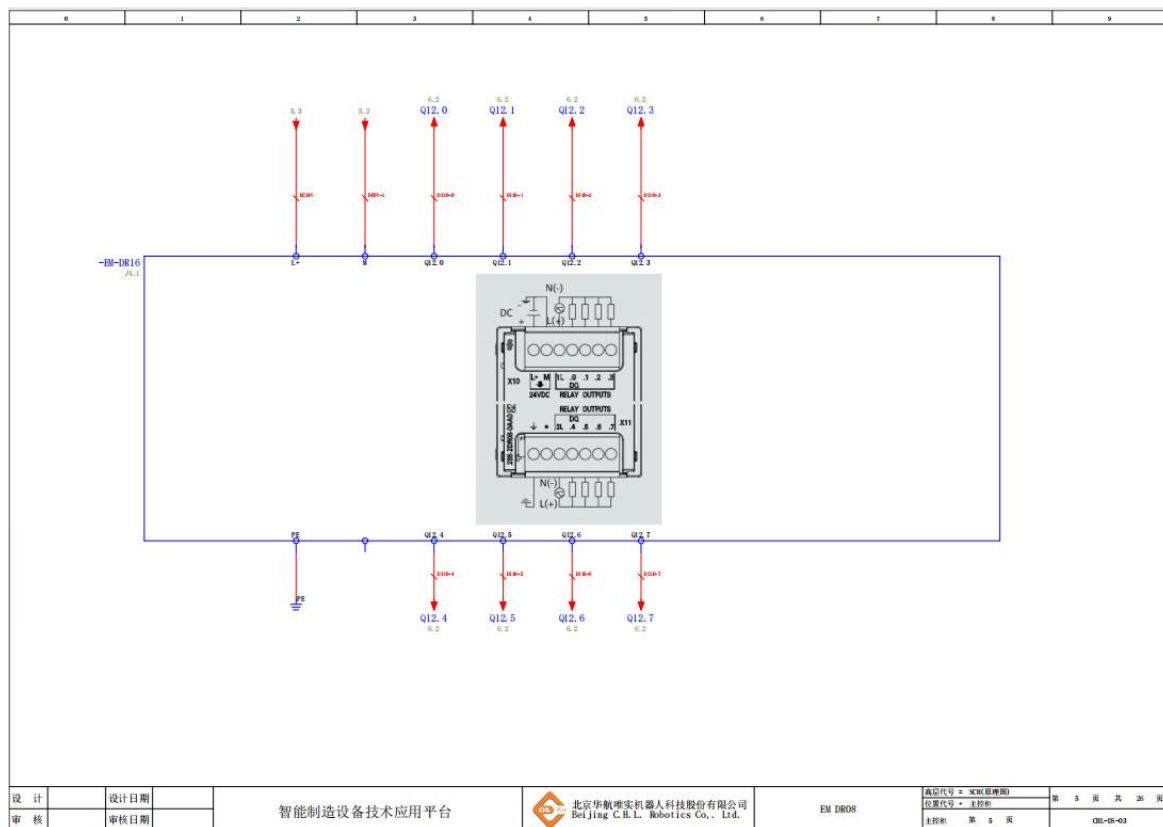 0 1 2 3 4 5 6 7 8 9
6.2 6.2 6.2 6.2
Q12.0 Q12.1 Q12.2 Q12.3
-EM-DR16
L+ M Q12.0 Q12.1 Q12.2 Q12.3
N(-)
DC
- +
L(+)
X10
L+ M 1L .0 .1 .2 .3
DQ
24VDC RELAY OUTPUTS
RELAY OUTPUTS
DQ
2L .4 .5 .6 .7
X11
288-2DR08-0AA0
N(-)
L(+)
PE Q12.4 Q12.5 Q12.6 Q12.7
PE
Q12.4 Q12.5 Q12.6 Q12.7
6.2 6.2 6.2 6.2
设 计 设计日期
审 核 审核日期
智能制造设备技术应用平台
北京华航唯实机器人科技股份有限公司
Beijing C.H.L. Robotics Co,. Ltd.
EM DR08
高层代号 = SCH(原理图)
位置代号 + 主控柜
主控柜 第 5 页
第 5 页 共 26 页
CHL-DS-03